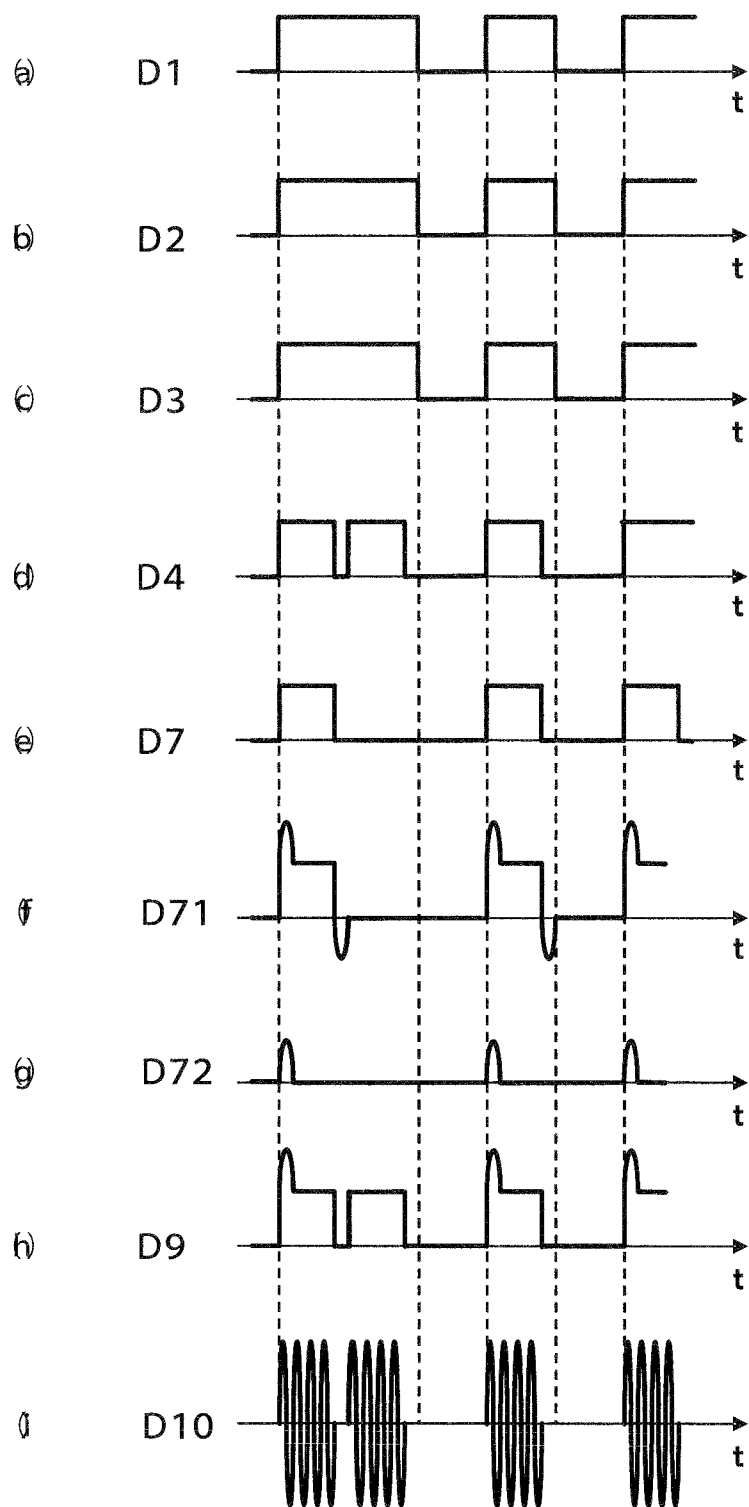 (a) D1
t
(b) D2
t
(c) D3
t
(d) D4
t
(e) D7
t
(f) D71
t
(g) D72
t
(h) D9
t
(i) D10
t